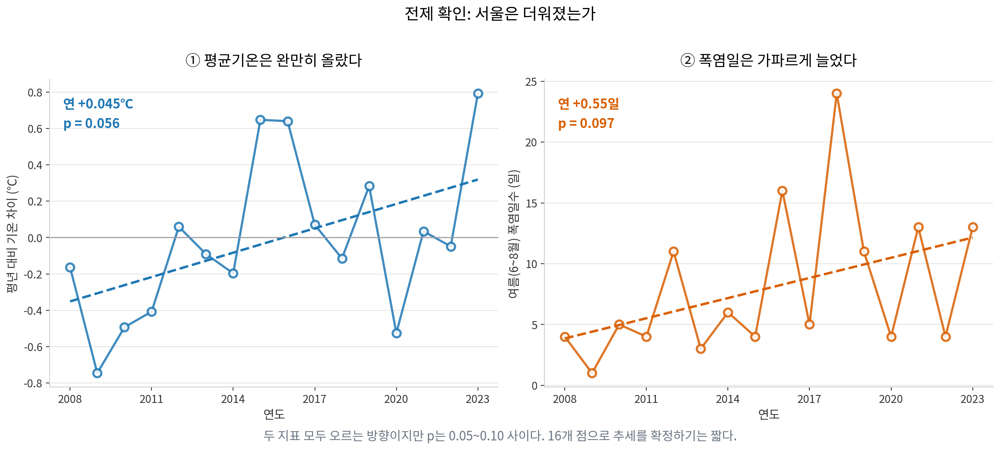 전제 확인: 서울은 더워졌는가
① 평균기온은 완만히 올랐다
평년 대비 기온 차이 (°C)
0.8
0.6
0.4
0.2
0.0
-0.2
-0.4
-0.6
-0.8
연 +0.045°C
p = 0.056
2008
2011
2014
2017
2020
2023
연도
② 폭염일은 가파르게 늘었다
여름(6~8월) 폭염일수 (일)
25
20
15
10
5
0
연 +0.55일
p = 0.097
2008
2011
2014
2017
2020
2023
연도
두 지표 모두 오르는 방향이지만 p는 0.05~0.10 사이다. 16개 점으로 추세를 확정하기는 짧다.